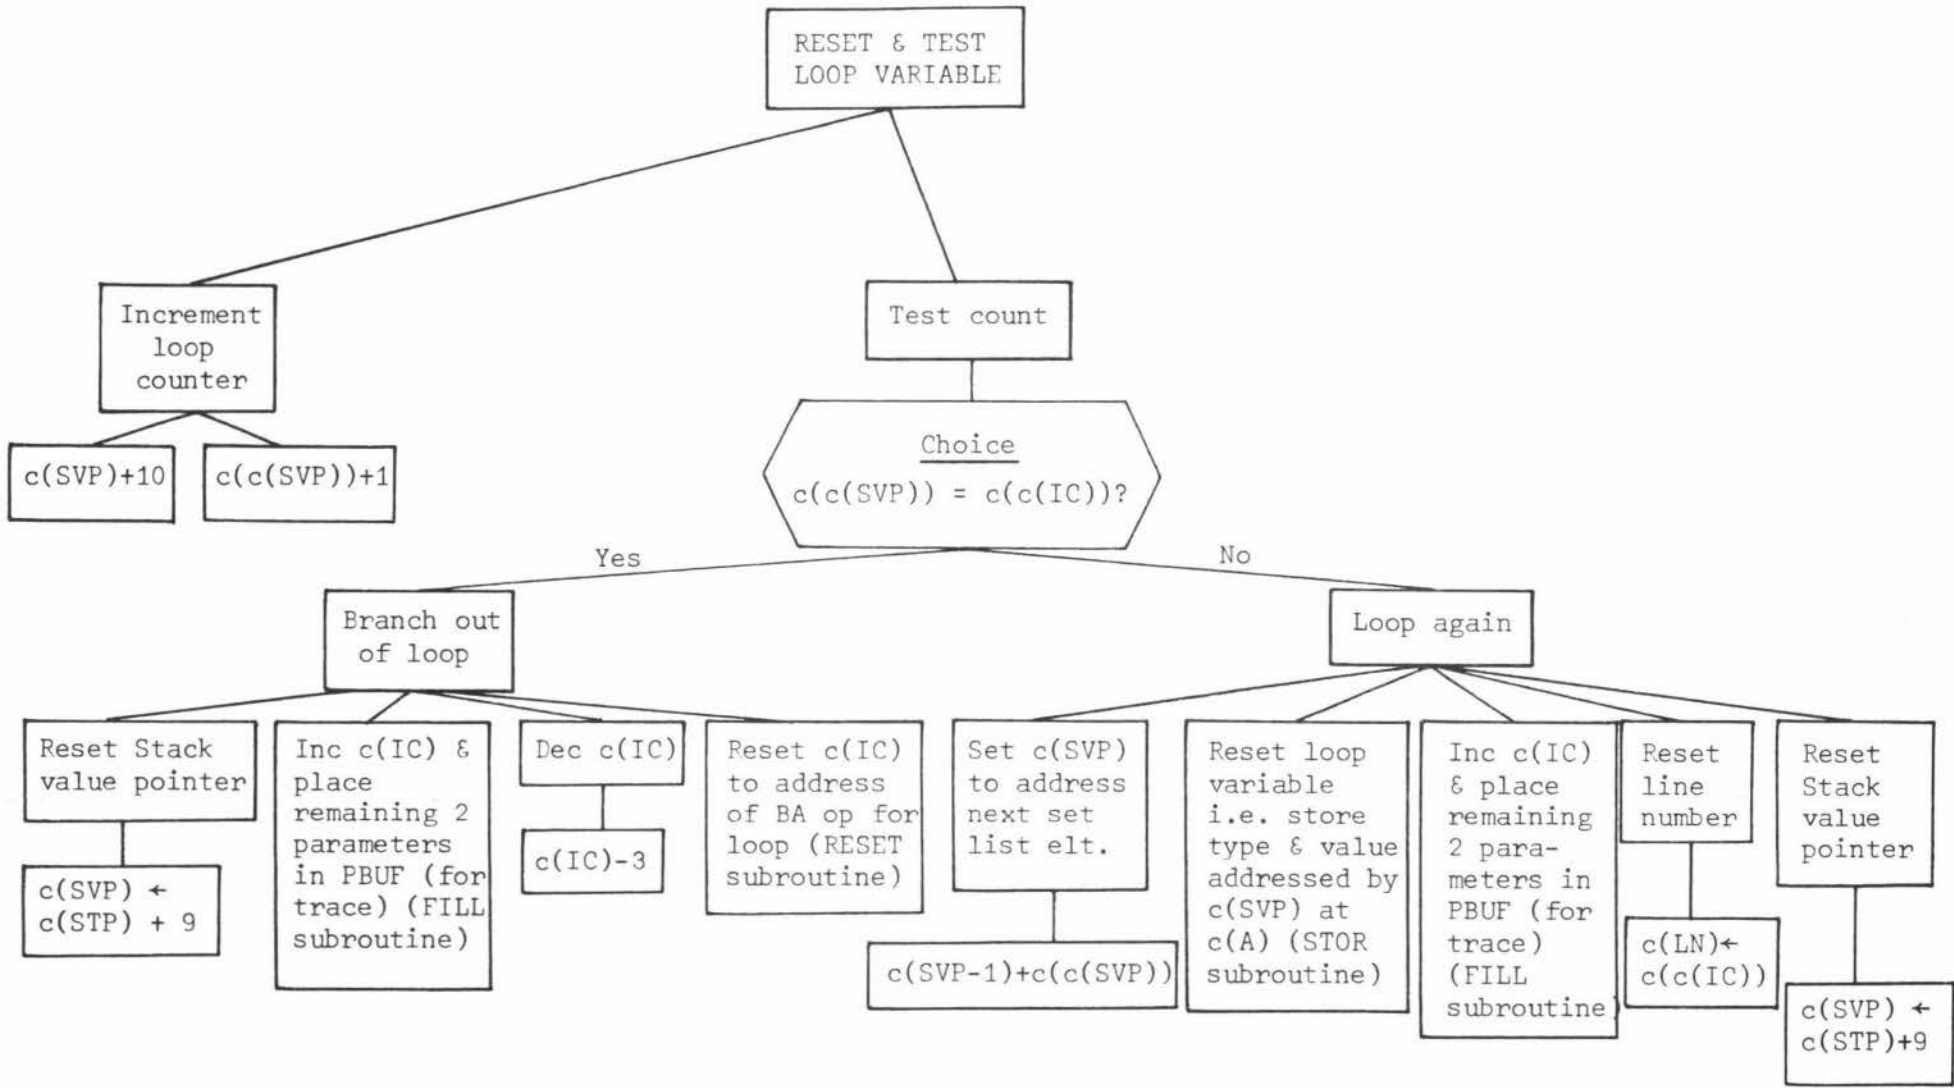 RESET & TEST
LOOP VARIABLE
Increment
loop
counter
Test count
c(SVP)+10
c(c(SVP))+1
Choice
c(c(SVP)) = c(c(IC))?
Yes
No
Branch out
of loop
Loop again
Reset Stack
value pointer
c(SVP) ←
c(STP) + 9
Inc c(IC) &
place
remaining 2
parameters
in PBUF (for
trace) (FILL
subroutine)
Dec c(IC)
c(IC)-3
Reset c(IC)
to address
of BA op for
loop (RESET
subroutine)
Set c(SVP)
to address
next set
list elt.
c(SVP-1)+c(c(SVP))
Reset loop
variable
i.e. store
type & value
addressed by
c(SVP) at
c(A) (STOR
subroutine)
Inc c(IC)
& place
remaining
2 para-
meters in
PBUF (for
trace)
(FILL
subroutine)
Reset
line
number
c(LN)←
c(c(IC))
Reset
Stack
value
pointer
c(SVP) ←
c(STP)+9